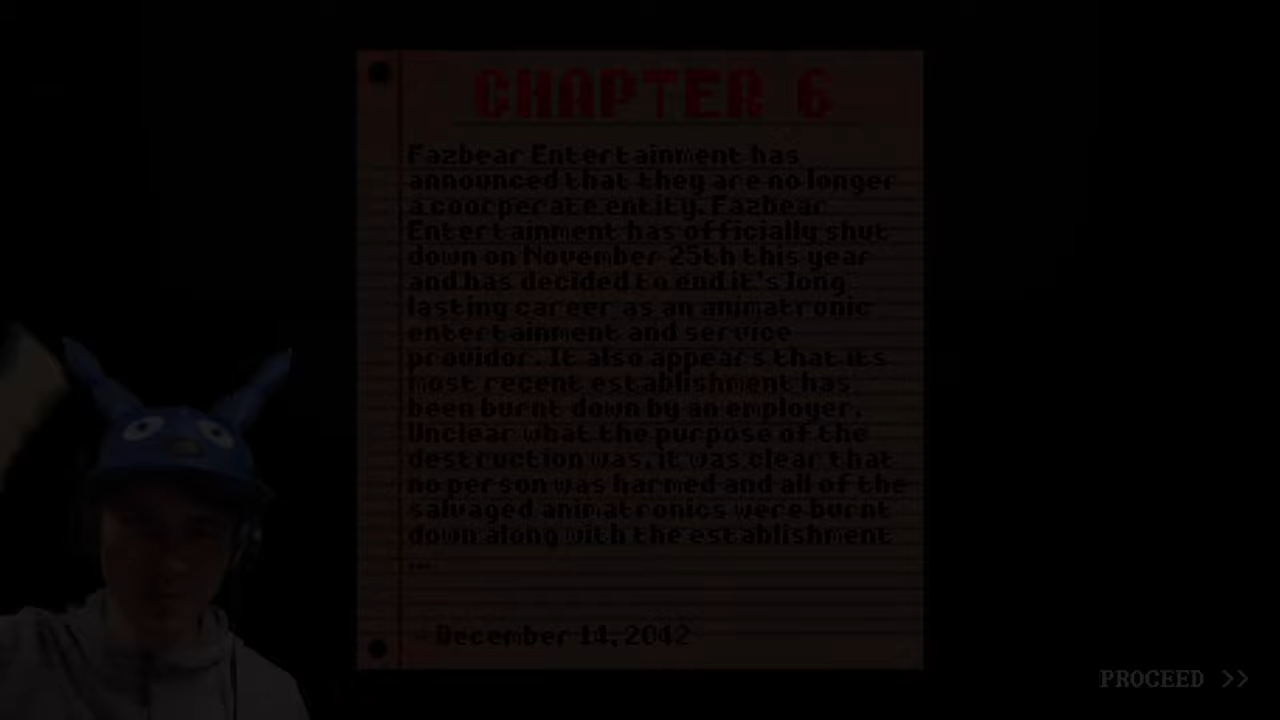 CHAPTER 6
Fazbear Entertainment has
announced that they are no longer
a coorperate entity. Fazbear
Entertainment has officially shut
down on November 25th this year
and has decided to end it's long
lasting career as an animatronic
entertainment and service
providor. It also appears that its
most recent establishment has
been burnt down by an employer.
Unclear what the purpose of the
destruction was, it was clear that
no person was harmed and all of the
salvaged animatronics were burnt
down along with the establishment
...
- December 14, 2042
PROCEED >>